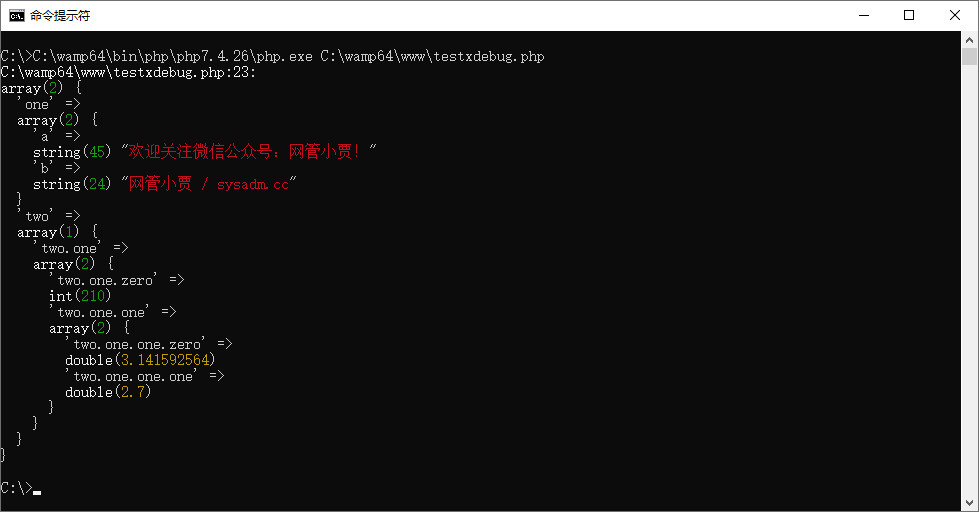 命令提示符
C:\>C:\wamp64\bin\php\php7.4.26\php.exe C:\wamp64\www\testxdebug.php
C:\wamp64\www\testxdebug.php:23:
array(2) {
  'one' =>
  array(2) {
    'a' =>
    string(45) "欢迎关注微信公众号：网管小贾！"
    'b' =>
    string(24) "网管小贾 / sysadm.cc"
  }
  'two' =>
  array(1) {
    'two.one' =>
    array(2) {
      'two.one.zero' =>
      int(210)
      'two.one.one' =>
      array(2) {
        'two.one.one.zero' =>
        double(3.141592564)
        'two.one.one.one' =>
        double(2.7)
      }
    }
  }
}
C:\>